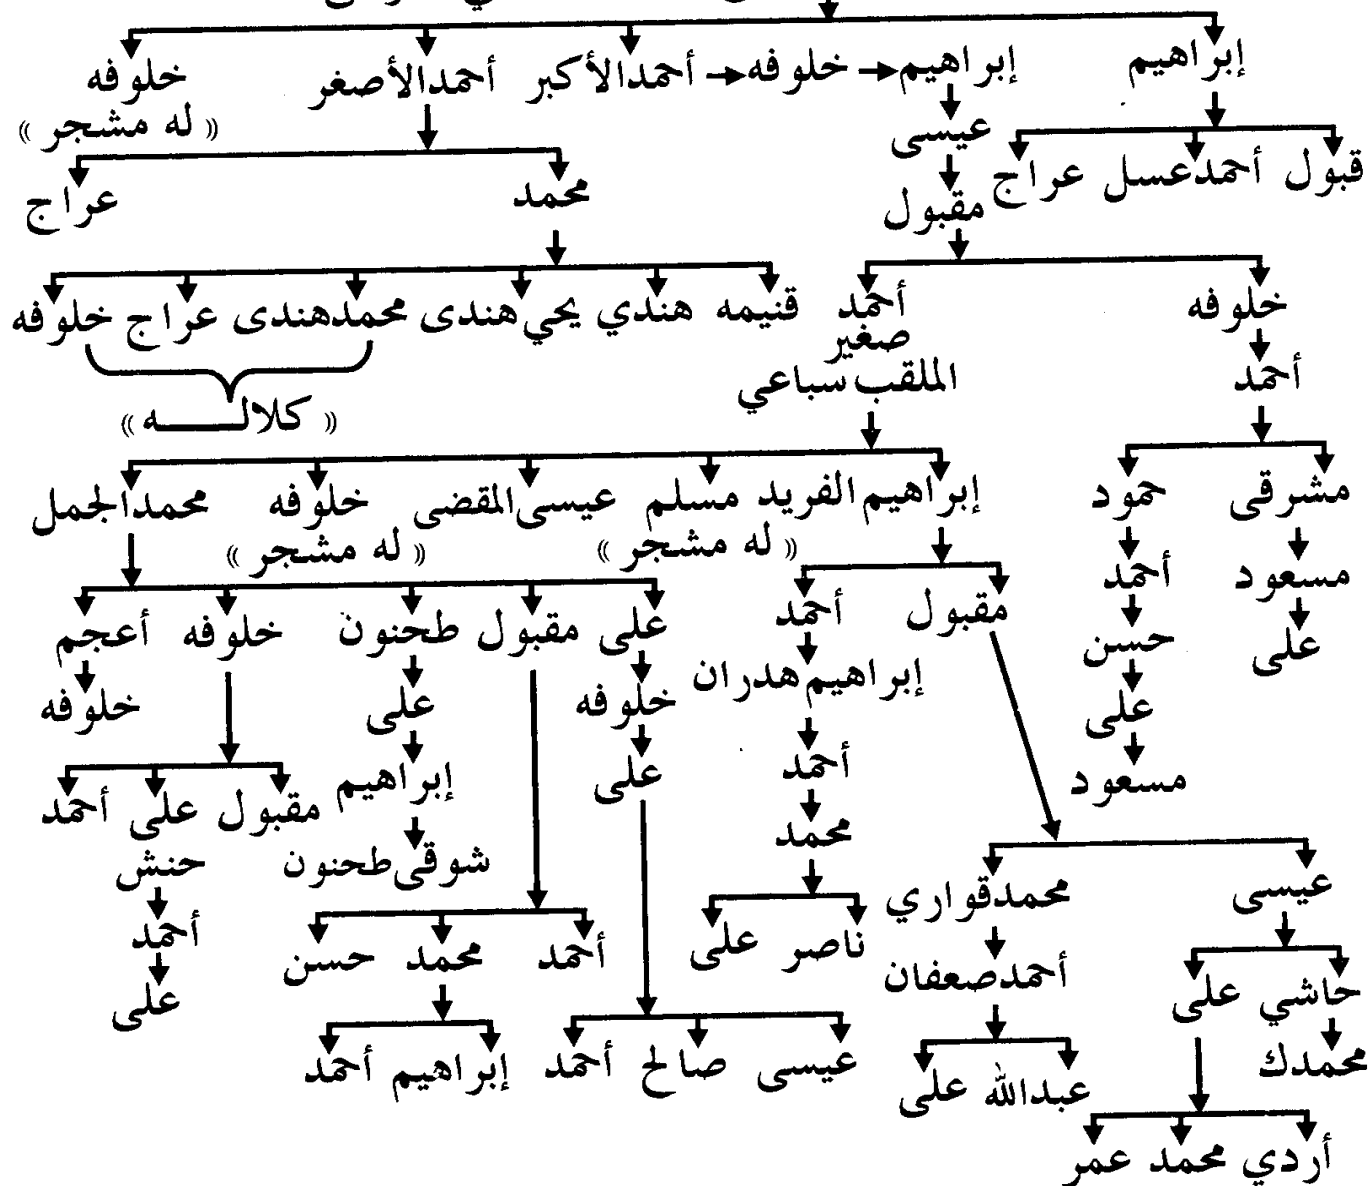 إبراهيم إبراهيم خلوفه أحمدالأكبر أحمدالأصغر خلوفه
« له مشجر »
عيسى
قبول أحمدعسل عراج
مقبول محمد عراج
خلوفه أحمد قنيمه هندي يحي هندى محمدهندى عراج خلوفه
صغير
أحمد الملقب سباعي
« كلالـــه »
مشرقى حمود إبراهيم الفريد مسلم عيسى المقضى خلوفه محمدالجمل
« له مشجر » « له مشجر »
مسعود أحمد
مقبول أحمد على مقبول طحنون خلوفه أعجم
على حسن إبراهيم هدران خلوفه على خلوفه
على
مسعود أحمد على إبراهيم مقبول على أحمد
محمد شوقى طحنون حنش
عيسى محمدقواري
ناصر على أحمد محمد حسن أحمد
حاشي على أحمدصعفان على
محمدك عبدالله على عيسى صالح أحمد إبراهيم أحمد
أردي محمد عمر